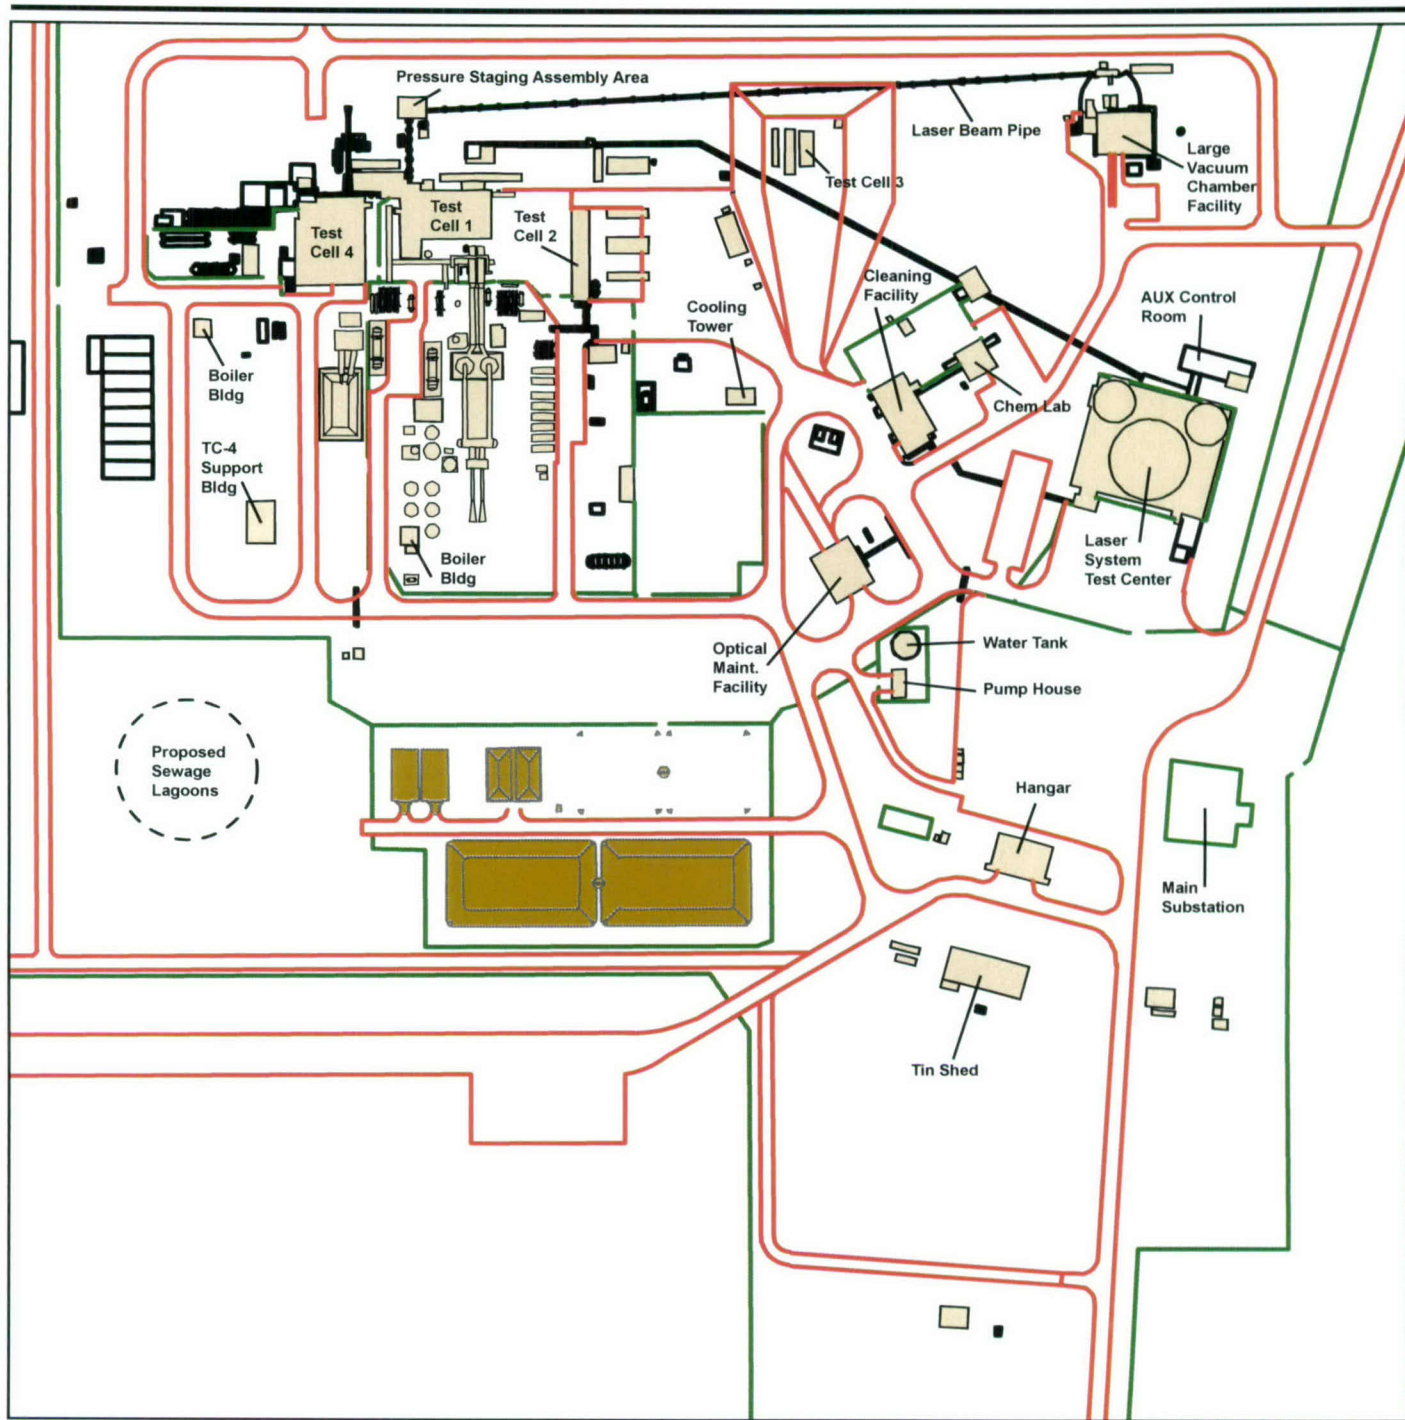 Pressure Staging Assembly Area
Laser Beam Pipe
Large
Vacuum
Chamber
Facility
Test Cell 3
Test
Cell 1
Test
Cell 2
Test
Cell 4
Cleaning
Facility
AUX Control
Room
Cooling
Tower
Boiler
Bldg
Chem Lab
TC-4
Support
Bldg
Boiler
Bldg
Laser
System
Test Center
Optical
Maint.
Facility
Water Tank
Pump House
Proposed
Sewage
Lagoons
Hangar
Main
Substation
Tin Shed